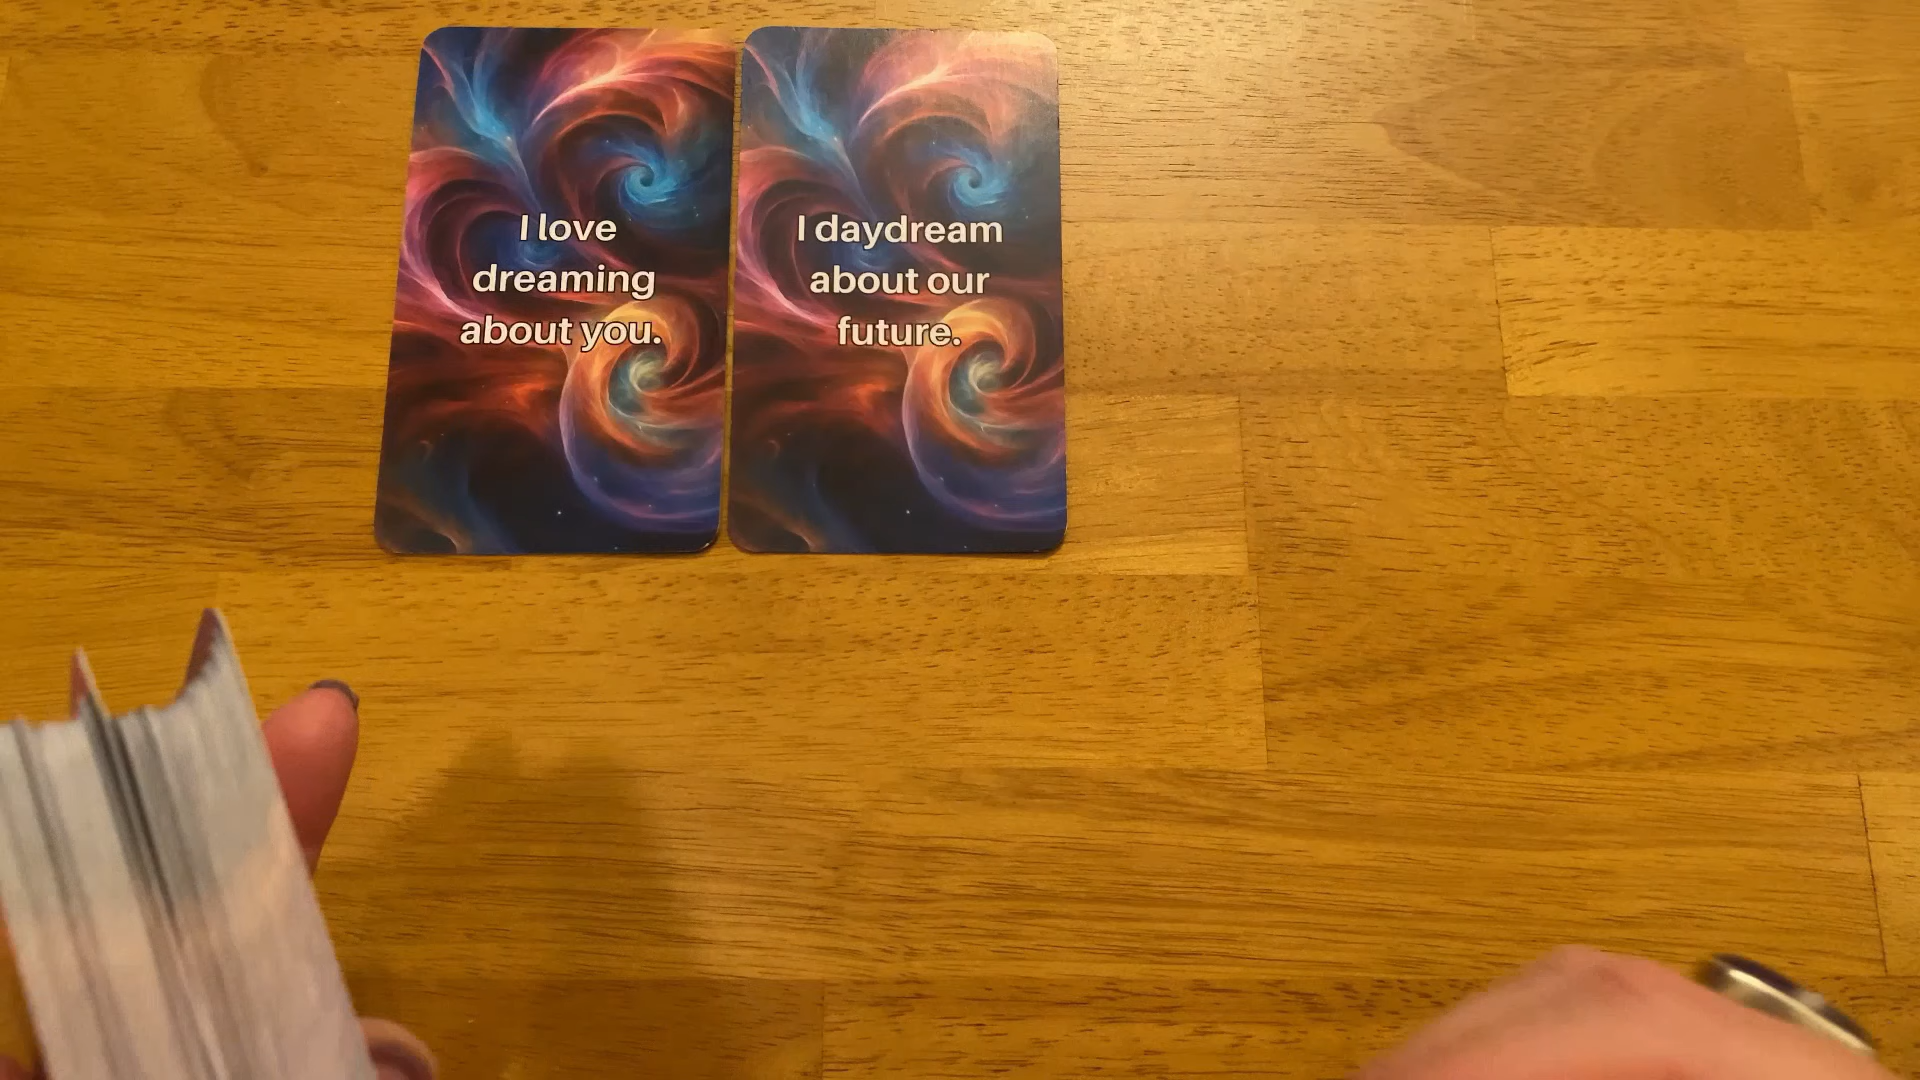 I love
dreaming
about you.
I daydream
about our
future.